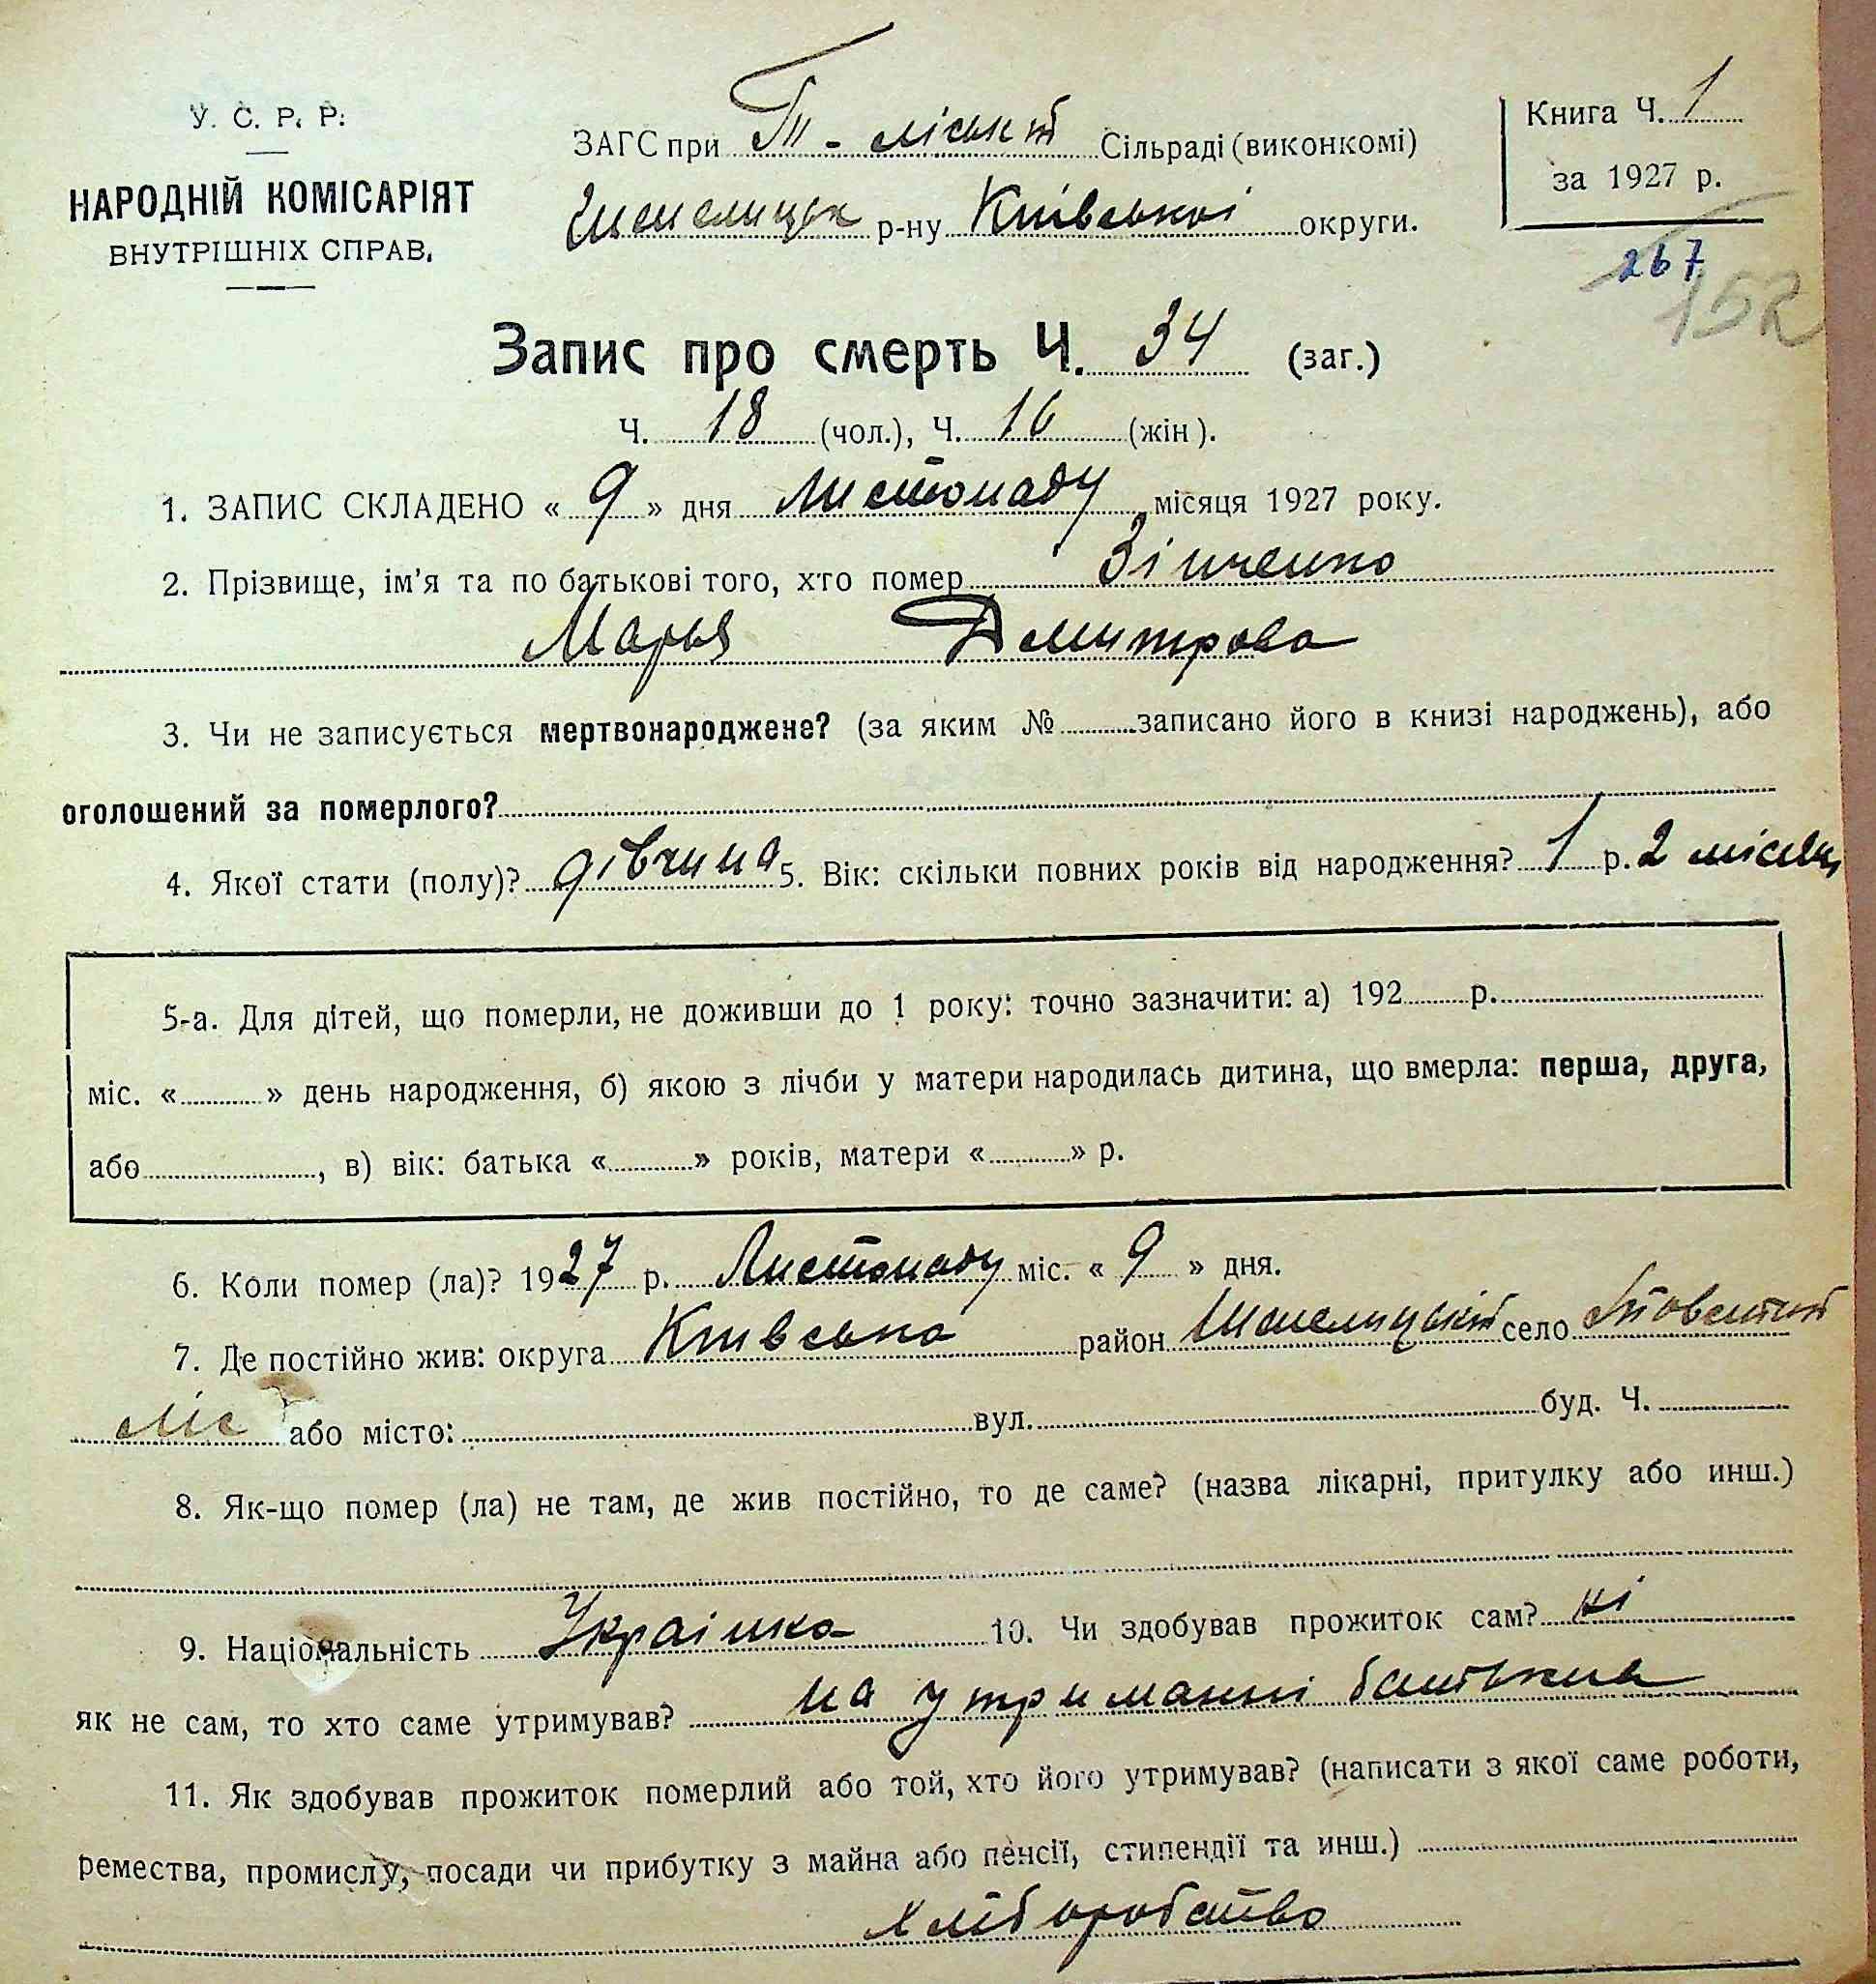 У. С. Р. Р.
НАРОДНІЙ КОМІСАРІЯТ
ВНУТРІШНІХ СПРАВ.
ЗАГС при Т-ліській Сільраді (виконкомі)
р-ну Київської округи.
Книга Ч. 1
за 1927 р.
267
152
Запис про смерть Ч. 34 (заг.)
Ч. 18 (чол.), Ч. 16 (жін).
1. ЗАПИС СКЛАДЕНО « 9 » дня Листопаду місяця 1927 року.
2. Прізвище, ім'я та по батькові того, хто помер Зінченко
Марья Дмитрова
3. Чи не записується мертвонароджене? (за яким № записано його в книзі народжень), або
оголошений за померлого?
4. Якої стати (полу)? дівчина 5. Вік: скільки повних років від народження? 1 р. 2 місяці
5-а. Для дітей, що померли, не доживши до 1 року: точно зазначити: а) 192 р.
міс. « » день народження, б) якою з лічби у матери народилась дитина, що вмерла: перша, друга,
або , в) вік: батька « » років, матери « » р.
6. Коли помер (ла)? 1927 р. Листопаду міс. « 9 » дня.
7. Де постійно жив: округа Київська район село Товстий
Ліс або місто: вул. буд. Ч.
8. Як-що помер (ла) не там, де жив постійно, то де саме? (назва лікарні, притулку або инш.)
9. Національність Украінка 10. Чи здобував прожиток сам? ні
як не сам, то хто саме утримував? на утриманні
11. Як здобував прожиток померлий або той, хто його утримував? (написати з якої саме роботи,
ремества, промислу, посади чи прибутку з майна або пенсії, стипендії та инш.)
хліборобство